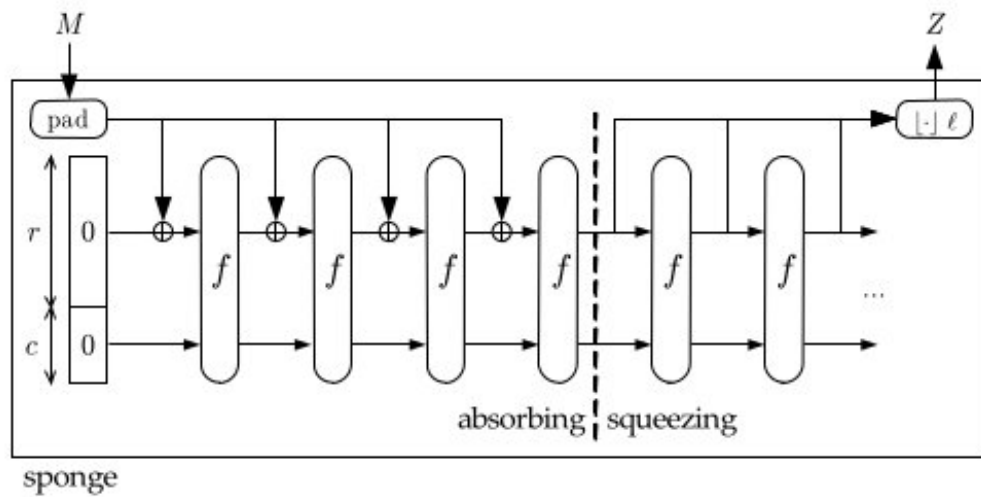 M Z
pad ⌊·⌋ ℓ
r 0 f f f f f f
...
c 0
absorbing squeezing
sponge